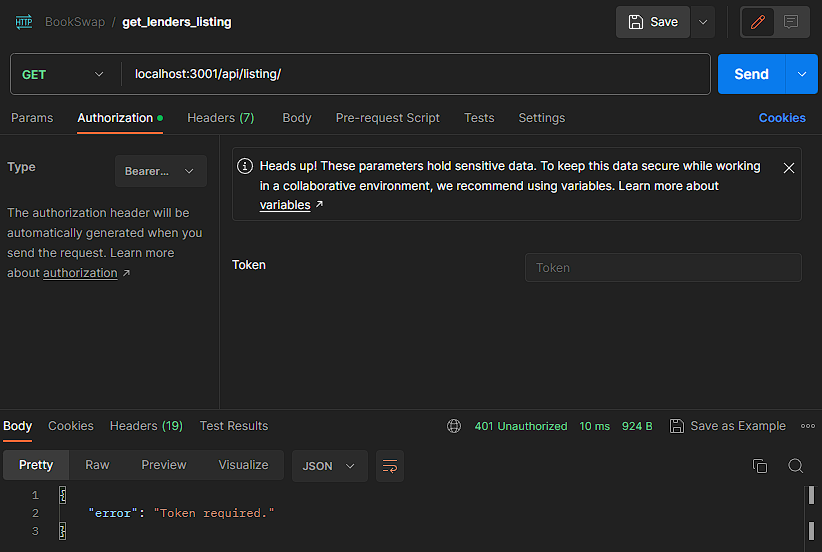 HTTP BookSwap / get_lenders_listing Save
GET localhost:3001/api/listing/ Send
Params Authorization Headers (7) Body Pre-request Script Tests Settings Cookies
Type Bearer...
The authorization header will be
automatically generated when you
send the request. Learn more
about authorization ↗
Heads up! These parameters hold sensitive data. To keep this data secure while working
in a collaborative environment, we recommend using variables. Learn more about
variables ↗
Token Token
Body Cookies Headers (19) Test Results 401 Unauthorized 10 ms 924 B Save as Example
Pretty Raw Preview Visualize JSON
1 {
2 "error": "Token required."
3 }